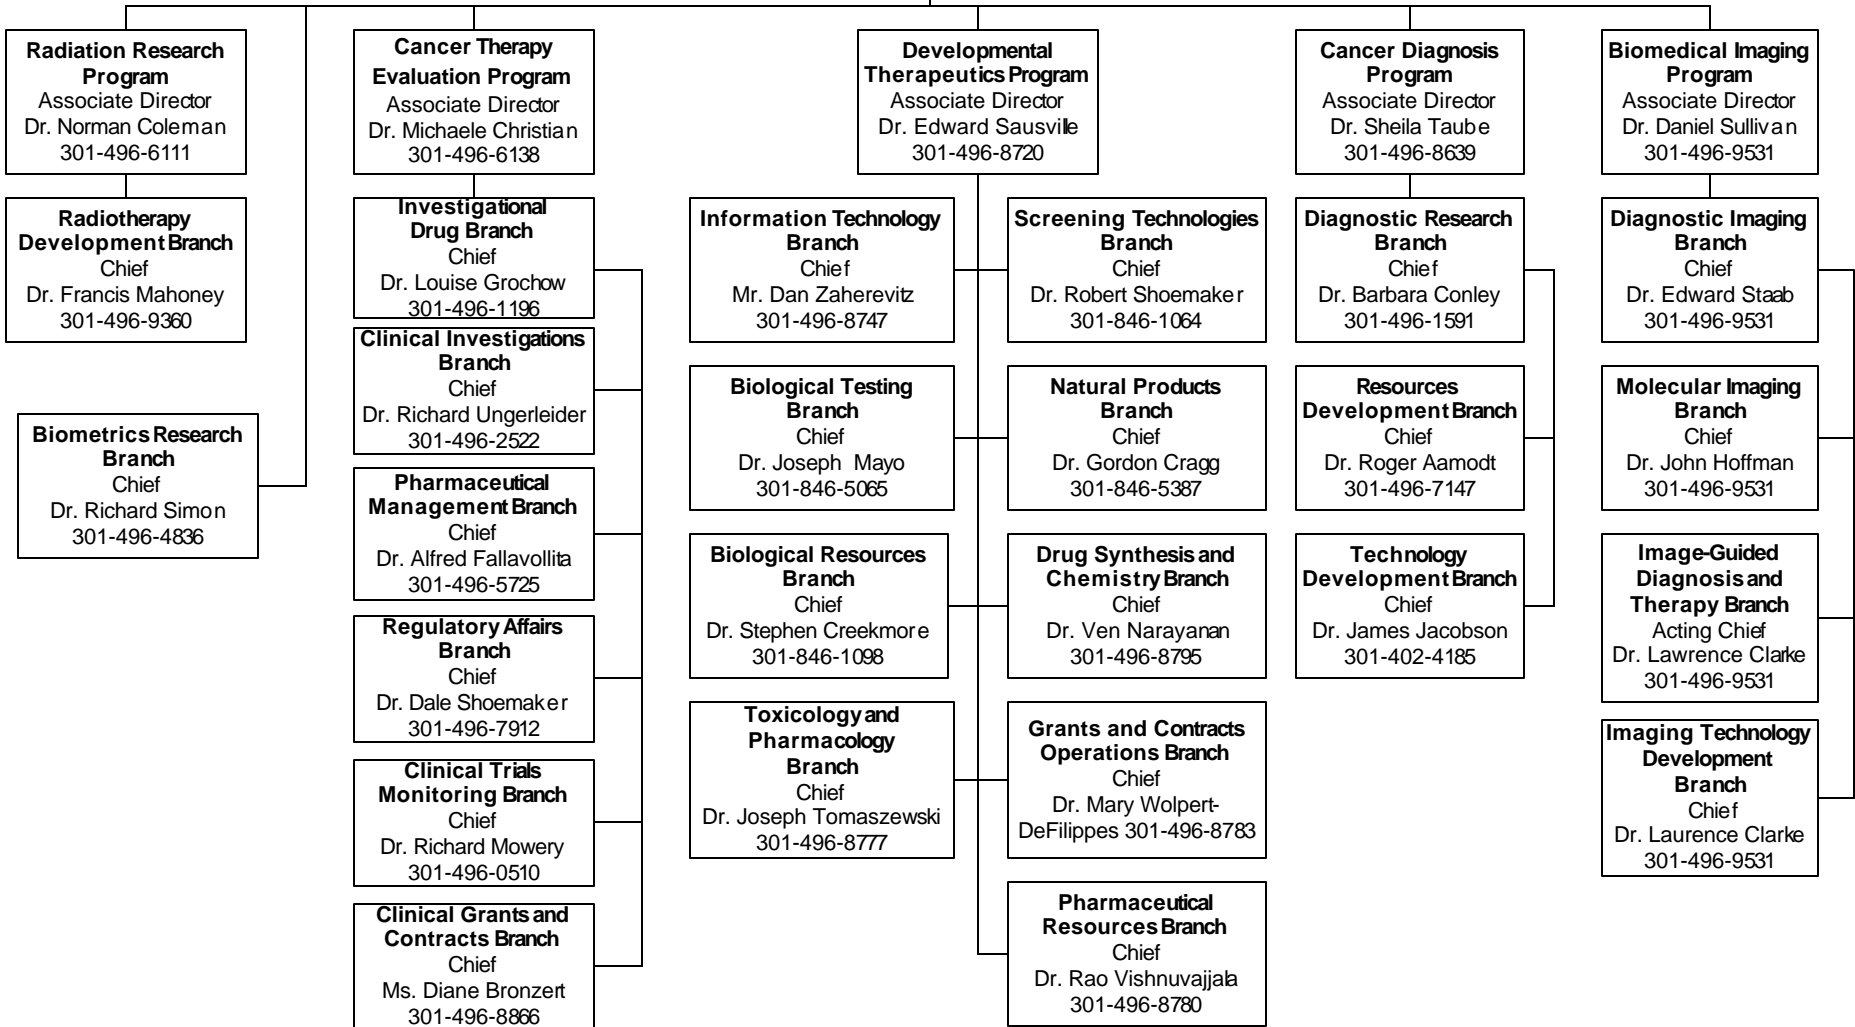 Radiation Research
Program
Associate Director
Dr. Norman Coleman
301-496-6111
Radiotherapy
Development Branch
Chief
Dr. Francis Mahoney
301-496-9360
Biometrics Research
Branch
Chief
Dr. Richard Simon
301-496-4836
Cancer Therapy
Evaluation Program
Associate Director
Dr. Michaele Christian
301-496-6138
Investigational
Drug Branch
Chief
Dr. Louise Grochow
301-496-1196
Clinical Investigations
Branch
Chief
Dr. Richard Ungerleider
301-496-2522
Pharmaceutical
Management Branch
Chief
Dr. Alfred Fallavollita
301-496-5725
Regulatory Affairs
Branch
Chief
Dr. Dale Shoemaker
301-496-7912
Clinical Trials
Monitoring Branch
Chief
Dr. Richard Mowery
301-496-0510
Clinical Grants and
Contracts Branch
Chief
Ms. Diane Bronzert
301-496-8866
Developmental
Therapeutics Program
Associate Director
Dr. Edward Sausville
301-496-8720
Information Technology
Branch
Chief
Mr. Dan Zaherevitz
301-496-8747
Screening Technologies
Branch
Chief
Dr. Robert Shoemaker
301-846-1064
Biological Testing
Branch
Chief
Dr. Joseph Mayo
301-846-5065
Natural Products
Branch
Chief
Dr. Gordon Cragg
301-846-5387
Biological Resources
Branch
Chief
Dr. Stephen Creekmore
301-846-1098
Drug Synthesis and
Chemistry Branch
Chief
Dr. Ven Narayanan
301-496-8795
Toxicology and
Pharmacology
Branch
Chief
Dr. Joseph Tomaszewski
301-496-8777
Grants and Contracts
Operations Branch
Chief
Dr. Mary Wolpert-
DeFilippes 301-496-8783
Pharmaceutical
Resources Branch
Chief
Dr. Rao Vishnuvajjala
301-496-8780
Cancer Diagnosis
Program
Associate Director
Dr. Sheila Taube
301-496-8639
Diagnostic Research
Branch
Chief
Dr. Barbara Conley
301-496-1591
Resources
Development Branch
Chief
Dr. Roger Aamodt
301-496-7147
Technology
Development Branch
Chief
Dr. James Jacobson
301-402-4185
Biomedical Imaging
Program
Associate Director
Dr. Daniel Sullivan
301-496-9531
Diagnostic Imaging
Branch
Chief
Dr. Edward Staab
301-496-9531
Molecular Imaging
Branch
Chief
Dr. John Hoffman
301-496-9531
Image-Guided
Diagnosis and
Therapy Branch
Acting Chief
Dr. Lawrence Clarke
301-496-9531
Imaging Technology
Development
Branch
Chief
Dr. Laurence Clarke
301-496-9531